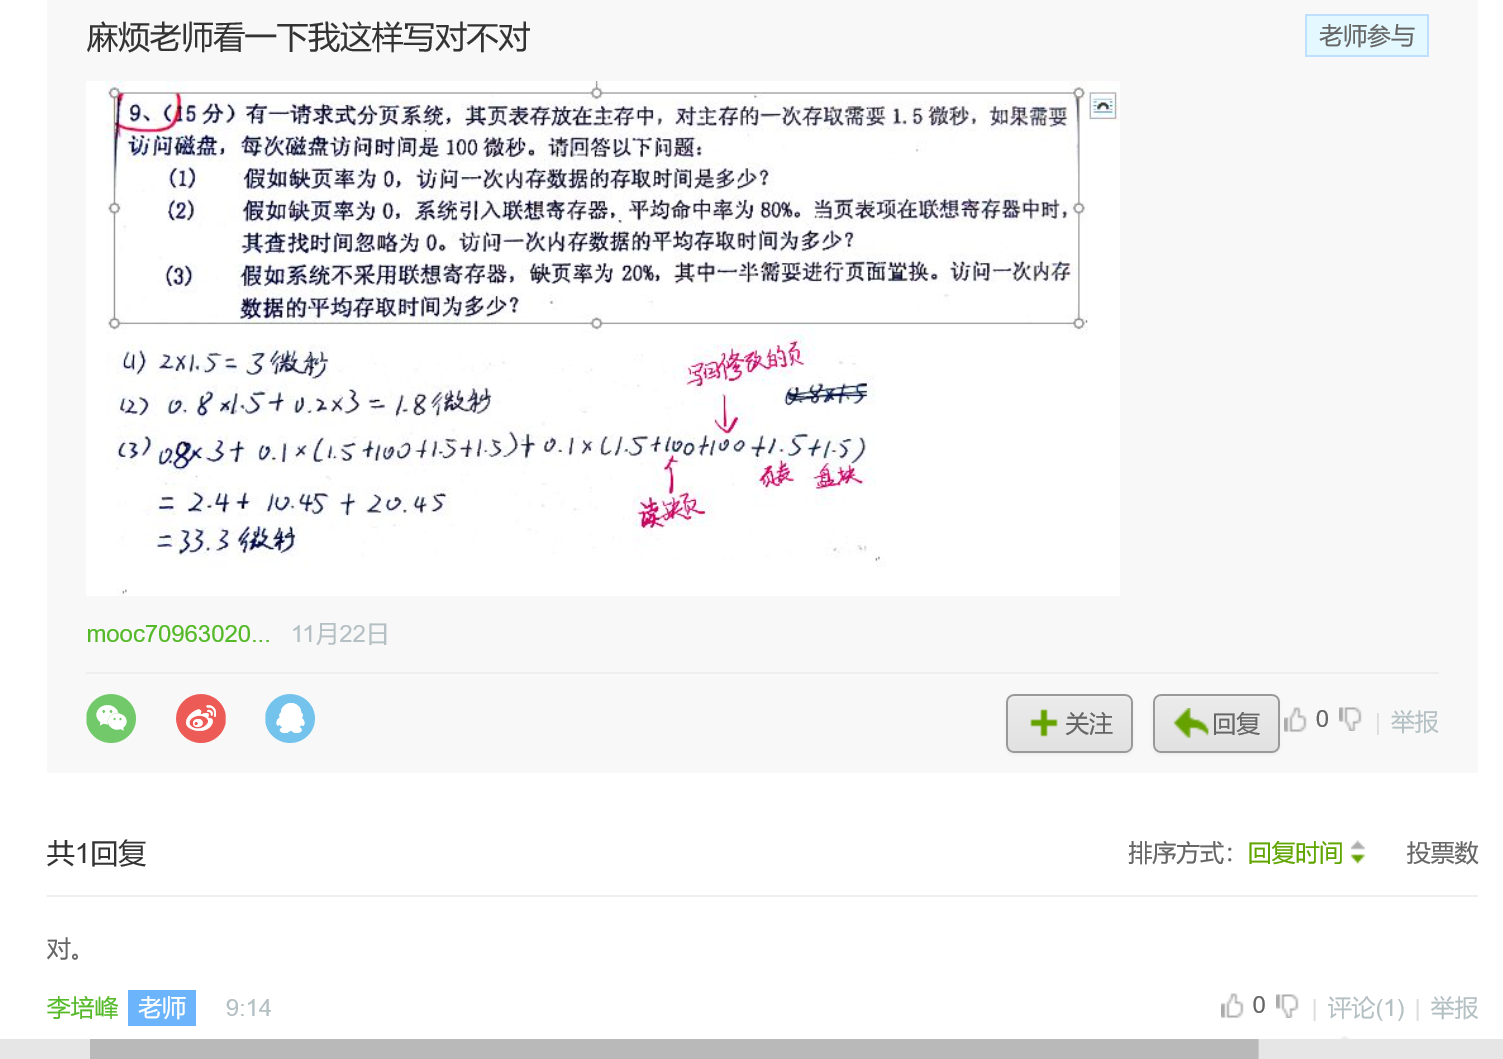 麻烦老师看一下我这样写对不对
老师参与
9、（15 分）有一请求式分页系统，其页表存放在主存中，对主存的一次存取需要 1.5 微秒，如果需要
访问磁盘，每次磁盘访问时间是 100 微秒。请回答以下问题：
(1) 假如缺页率为 0，访问一次内存数据的存取时间是多少？
(2) 假如缺页率为 0，系统引入联想寄存器，平均命中率为 80%。当页表项在联想寄存器中时，
其查找时间忽略为 0。访问一次内存数据的平均存取时间为多少？
(3) 假如系统不采用联想寄存器，缺页率为 20%，其中一半需要进行页面置换。访问一次内存
数据的平均存取时间为多少？
(1) 2×1.5 = 3 微秒
写回修改的页
0.8×1.5
(2) 0.8×1.5+0.2×3 = 1.8 微秒
(3) 0.8×3+ 0.1×(1.5+100+1.5+1.5)+ 0.1×(1.5+100+100+1.5+1.5)
页表 盘块
读缺页
= 2.4+ 10.45 + 20.45
=33.3 微秒
mooc70963020... 11月22日
关注 回复 0 | 举报
共1回复
排序方式： 回复时间 投票数
对。
李培峰 老师 9:14
0 | 评论(1) | 举报